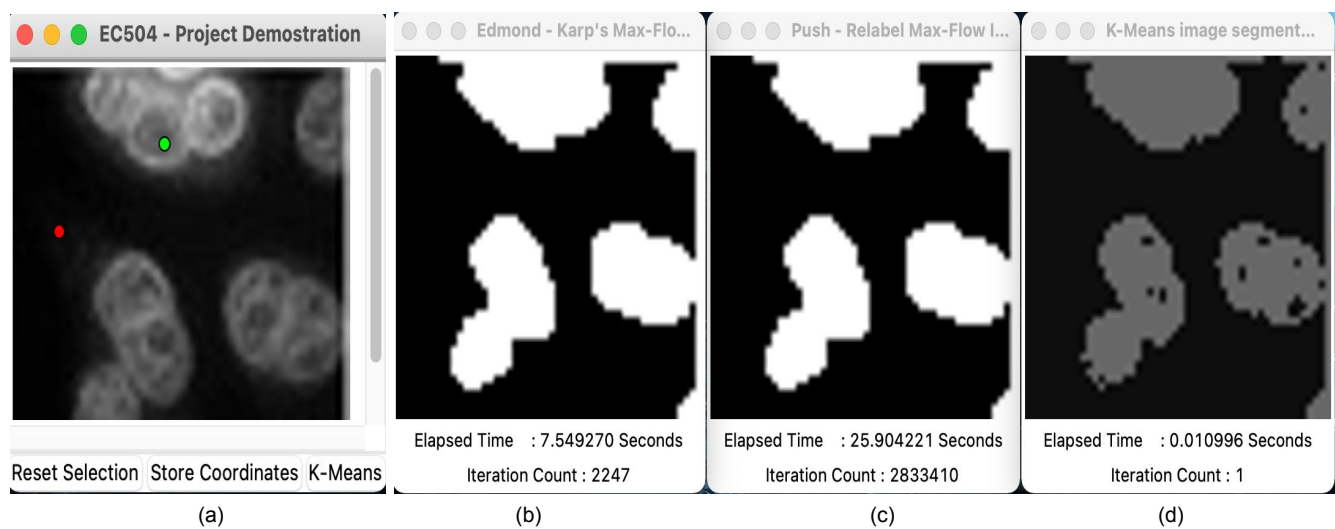 EC504 - Project Demostration
Reset Selection
Store Coordinates
K-Means
(a)
Edmond - Karp's Max-Flo...
Elapsed Time : 7.549270 Seconds
Iteration Count : 2247
(b)
Push - Relabel Max-Flow I...
Elapsed Time : 25.904221 Seconds
Iteration Count : 2833410
(c)
K-Means image segment...
Elapsed Time : 0.010996 Seconds
Iteration Count : 1
(d)